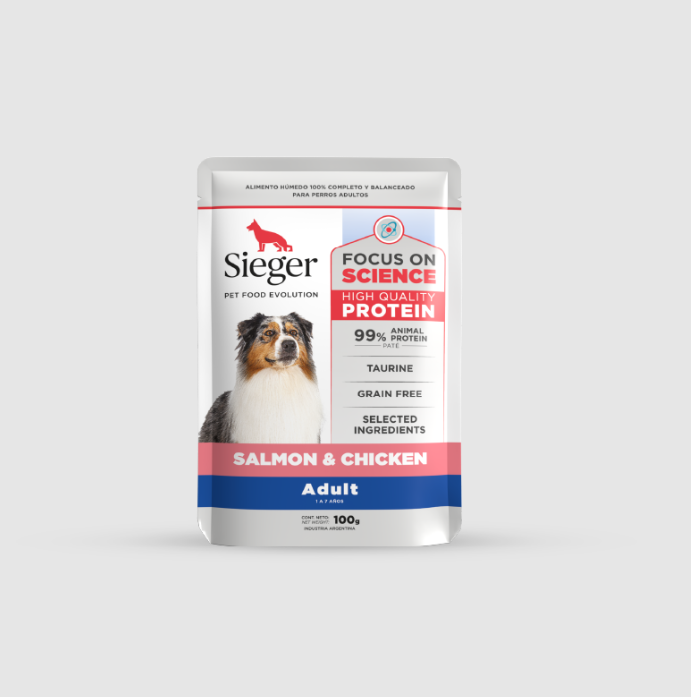 ALIMENTO HÚMEDO 100% COMPLETO Y BALANCEADO
PARA PERROS ADULTOS
Sieger
PET FOOD EVOLUTION
FOCUS ON
SCIENCE
HIGH QUALITY
PROTEIN
99% ANIMAL
PROTEIN
PATÉ
TAURINE
GRAIN FREE
SELECTED
INGREDIENTS
SALMON & CHICKEN
Adult
1 A 7 AÑOS
CONT. NETO.
NET WEIGHT. 100g
INDUSTRIA ARGENTINA